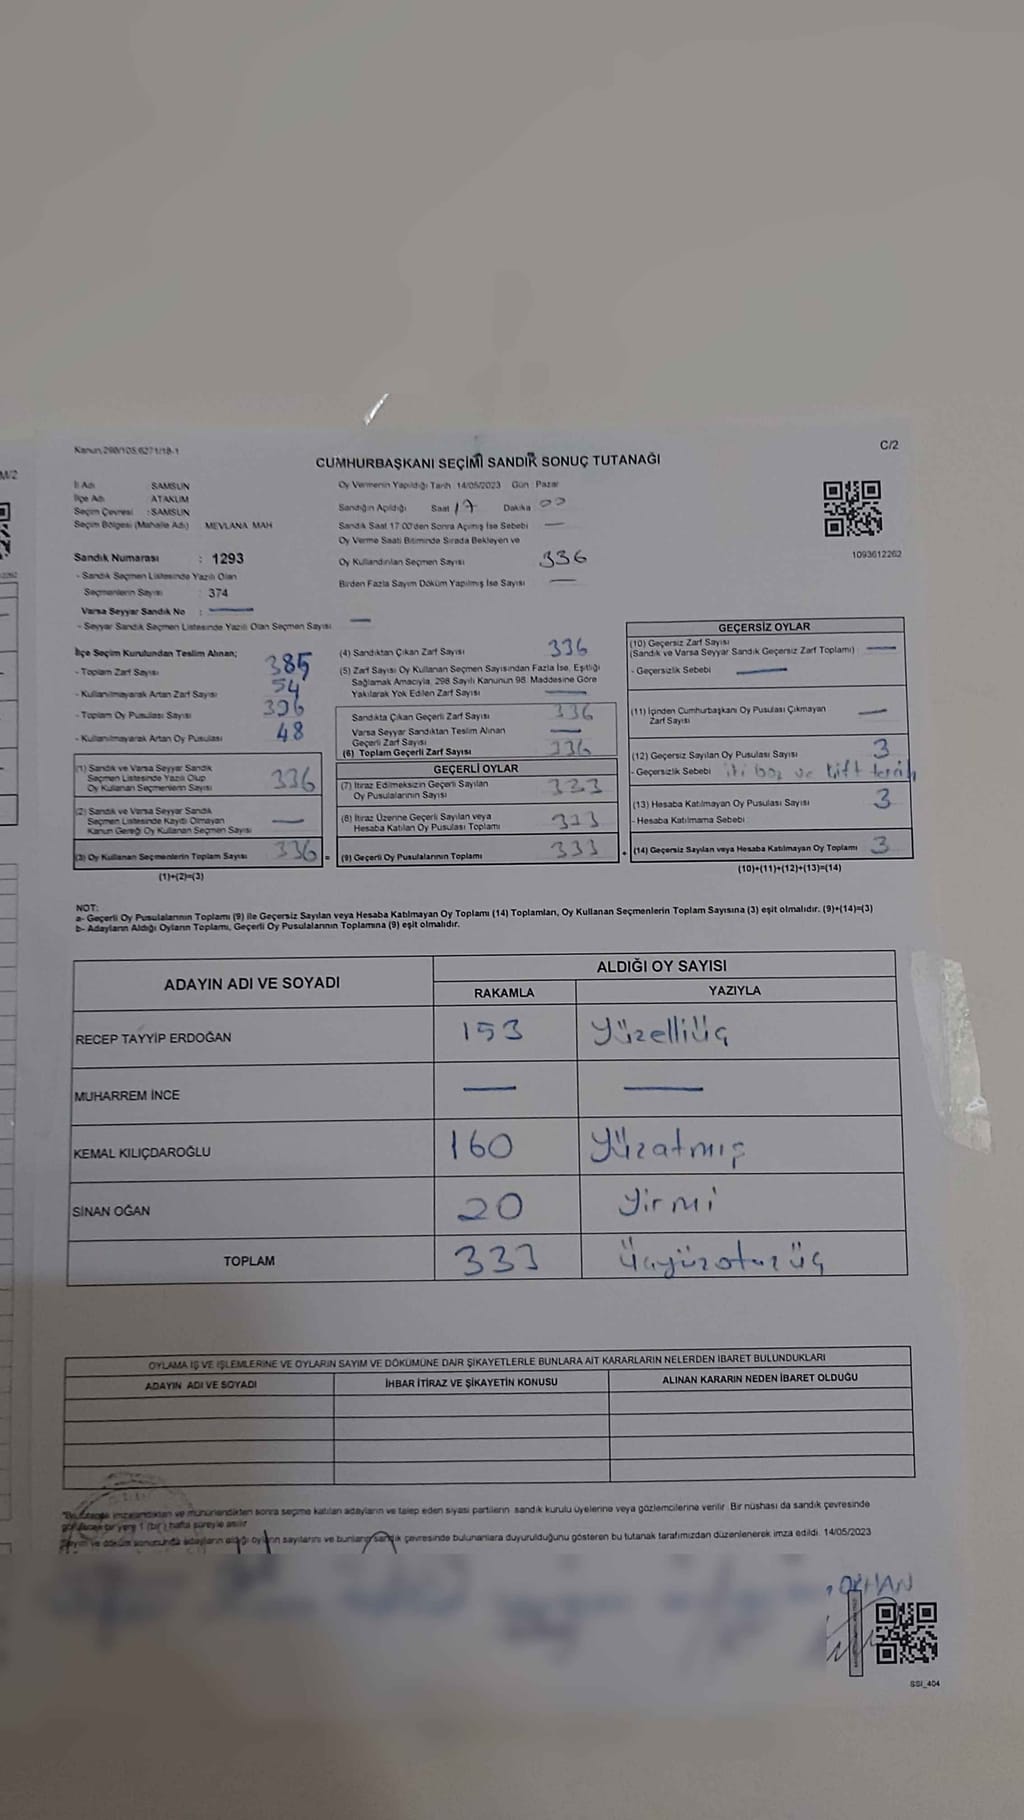 Kanun,298/105,6271/18-1
C/2
M/2
CUMHURBAŞKANI SEÇİMİ SANDIK SONUÇ TUTANAĞI
İl Adı : SAMSUN
İlçe Adı : ATAKUM
Seçim Çevresi : SAMSUN
Seçim Bölgesi (Mahalle Adı) : MEVLANA MAH
Sandık Numarası : 1293
- Sandık Seçmen Listesinde Yazılı Olan
Seçmenlerin Sayısı : 374
Varsa Seyyar Sandık No : —
- Seyyar Sandık Seçmen Listesinde Yazılı Olan Seçmen Sayısı —
Oy Vermenin Yapıldığı Tarih 14/05/2023 Gün : Pazar
Sandığın Açıldığı Saat 17 Dakika 00
Sandık Saat 17:00'den Sonra Açılmış İse Sebebi —
Oy Verme Saati Bitiminde Sırada Bekleyen ve
Oy Kullandırılan Seçmen Sayısı 336
Birden Fazla Sayım Döküm Yapılmış İse Sayısı —
1093612262
İlçe Seçim Kurulundan Teslim Alınan;
- Toplam Zarf Sayısı 385
- Kullanılmayarak Artan Zarf Sayısı 54
- Toplam Oy Pusulası Sayısı
- Kullanılmayarak Artan Oy Pusulası 48
(1) Sandık ve Varsa Seyyar Sandık
Seçmen Listesinde Yazılı Olup
Oy Kullanan Seçmenlerin Sayısı 336
(2) Sandık ve Varsa Seyyar Sandık
Seçmen Listesinde Kaydı Olmayan
Kanun Gereği Oy Kullanan Seçmen Sayısı —
(3) Oy Kullanan Seçmenlerin Toplam Sayısı 336 =
(1)+(2)=(3)
(4) Sandıktan Çıkan Zarf Sayısı 336
(5) Zarf Sayısı Oy Kullanan Seçmen Sayısından Fazla İse, Eşitliği
Sağlamak Amacıyla, 298 Sayılı Kanunun 98. Maddesine Göre
Yakılarak Yok Edilen Zarf Sayısı —
Sandıkta Çıkan Geçerli Zarf Sayısı 336
Varsa Seyyar Sandıktan Teslim Alınan
Geçerli Zarf Sayısı —
(6) Toplam Geçerli Zarf Sayısı 336
GEÇERLİ OYLAR
(7) İtiraz Edilmeksizin Geçerli Sayılan
Oy Pusulalarının Sayısı 333
(8) İtiraz Üzerine Geçerli Sayılan veya
Hesaba Katılan Oy Pusulası Toplamı 333
(9) Geçerli Oy Pusulalarının Toplamı 333 +
GEÇERSİZ OYLAR
(10) Geçersiz Zarf Sayısı
(Sandık ve Varsa Seyyar Sandık Geçersiz Zarf Toplamı) —
- Geçersizlik Sebebi —
(11) İçinden Cumhurbaşkanı Oy Pusulası Çıkmayan
Zarf Sayısı —
(12) Geçersiz Sayılan Oy Pusulası Sayısı 3
- Geçersizlik Sebebi iki boş ve
(13) Hesaba Katılmayan Oy Pusulası Sayısı 3
- Hesaba Katılmama Sebebi
(14) Geçersiz Sayılan veya Hesaba Katılmayan Oy Toplamı 3
(10)+(11)+(12)+(13)=(14)
NOT:
a- Geçerli Oy Pusulalarının Toplamı (9) ile Geçersiz Sayılan veya Hesaba Katılmayan Oy Toplamı (14) Toplamları, Oy Kullanan Seçmenlerin Toplam Sayısına (3) eşit olmalıdır. (9)+(14)=(3)
b- Adayların Aldığı Oyların Toplamı, Geçerli Oy Pusulalarının Toplamına (9) eşit olmalıdır.
ADAYIN ADI VE SOYADI
ALDIĞI OY SAYISI
RAKAMLA YAZIYLA
RECEP TAYYİP ERDOĞAN 153 Yüzelliüç
MUHARREM İNCE — —
KEMAL KILIÇDAROĞLU 160 Yüzatmış
SİNAN OĞAN 20 Yirmi
TOPLAM 333 Üçyüzotuzüç
OYLAMA İŞ VE İŞLEMLERİNE VE OYLARIN SAYIM VE DÖKÜMÜNE DAİR ŞİKAYETLERLE BUNLARA AİT KARARLARIN NELERDEN İBARET BULUNDUKLARI
ADAYIN ADI VE SOYADI İHBAR İTİRAZ VE ŞİKAYETİN KONUSU ALINAN KARARIN NEDEN İBARET OLDUĞU
*Bu tutanak imzalandıktan ve mühürlendikten sonra seçime katılan adayların ve talep eden siyasi partilerin sandık kurulu üyelerine veya gözlemcilerine verilir. Bir nüshası da sandık çevresinde
görülecek bir yere 1 (bir) hafta süreyle asılır
Sayım ve döküm sonucunda adayların aldığı oyların sayılarını ve bunların sandık çevresinde bulunanlara duyurulduğunu gösteren bu tutanak tarafımızdan düzenlenerek imza edildi. 14/05/2023
ORHAN
SSI_404